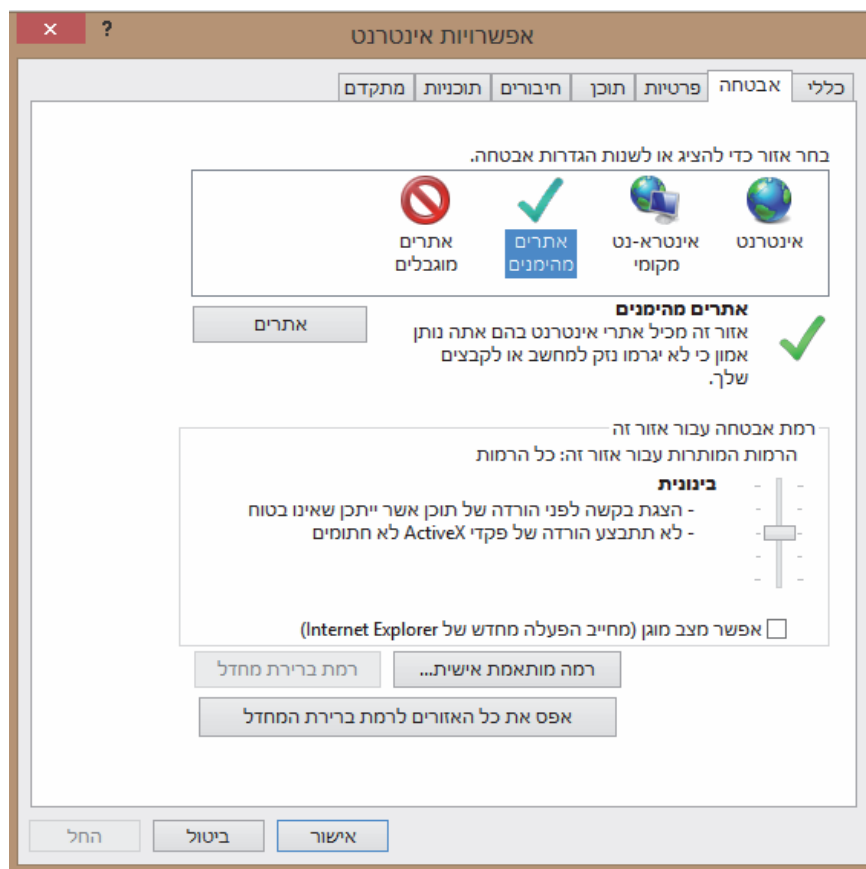 ? אפשרויות אינטרנט
כללי אבטחה פרטיות תוכן חיבורים תוכניות מתקדם
בחר אזור כדי להציג או לשנות הגדרות אבטחה.
אינטרנט
אינטרא-נט
מקומי
אתרים
מהימנים
אתרים
מוגבלים
אתרים מהימנים
אזור זה מכיל אתרי אינטרנט בהם אתה נותן
אמון כי לא יגרמו נזק למחשב או לקבצים
שלך.
אתרים
רמת אבטחה עבור אזור זה
הרמות המותרות עבור אזור זה: כל הרמות
בינונית
- הצגת בקשה לפני הורדה של תוכן אשר ייתכן שאינו בטוח
- לא תתבצע הורדה של פקדי ActiveX לא חתומים
אפשר מצב מוגן (מחייב הפעלה מחדש של Internet Explorer)
רמה מותאמת אישית... רמת ברירת מחדל
אפס את כל האזורים לרמת ברירת המחדל
אישור ביטול החל